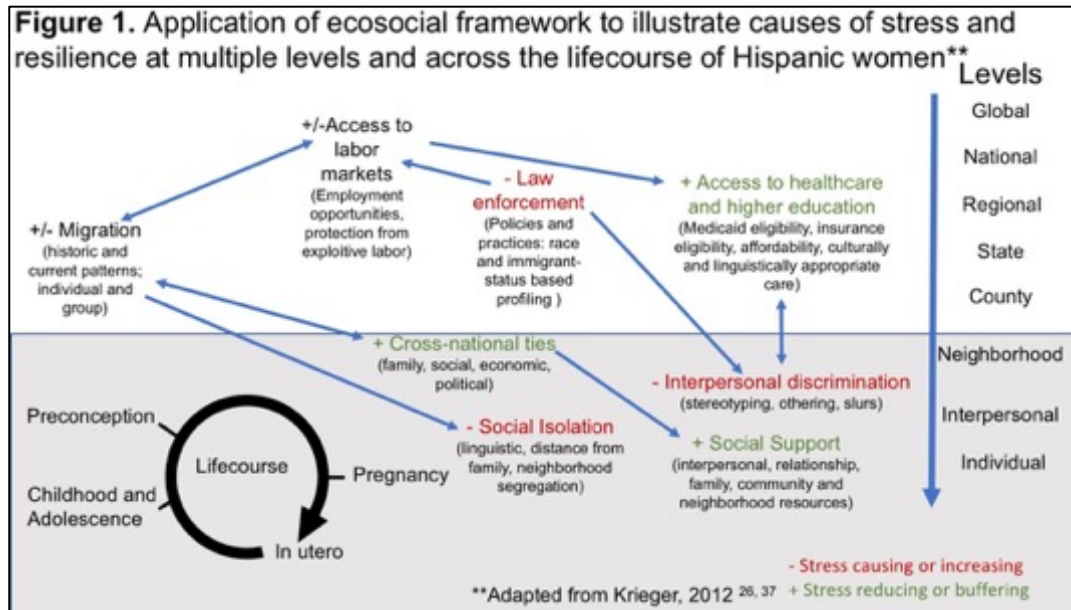 Figure 1. Application of ecosocial framework to illustrate causes of stress and
resilience at multiple levels and across the lifecourse of Hispanic women**
Levels
Global
National
Regional
State
County
Neighborhood
Interpersonal
Individual
+/-Access to
labor
markets
(Employment
opportunities,
protection from
exploitive labor)
- Law
enforcement
(Policies and
practices: race
and immigrant-
status based
profiling )
+ Access to healthcare
and higher education
(Medicaid eligibility, insurance
eligibility, affordability, culturally
and linguistically appropriate
care)
+/- Migration
(historic and
current patterns;
individual and
group)
+ Cross-national ties
(family, social, economic,
political)
- Interpersonal discrimination
(stereotyping, othering, slurs)
- Social Isolation
(linguistic, distance from
family, neighborhood
segregation)
+ Social Support
(interpersonal, relationship,
family, community and
neighborhood resources)
Preconception
Lifecourse
Pregnancy
Childhood and
Adolescence
In utero
- Stress causing or increasing
+ Stress reducing or buffering
**Adapted from Krieger, 2012 26, 37